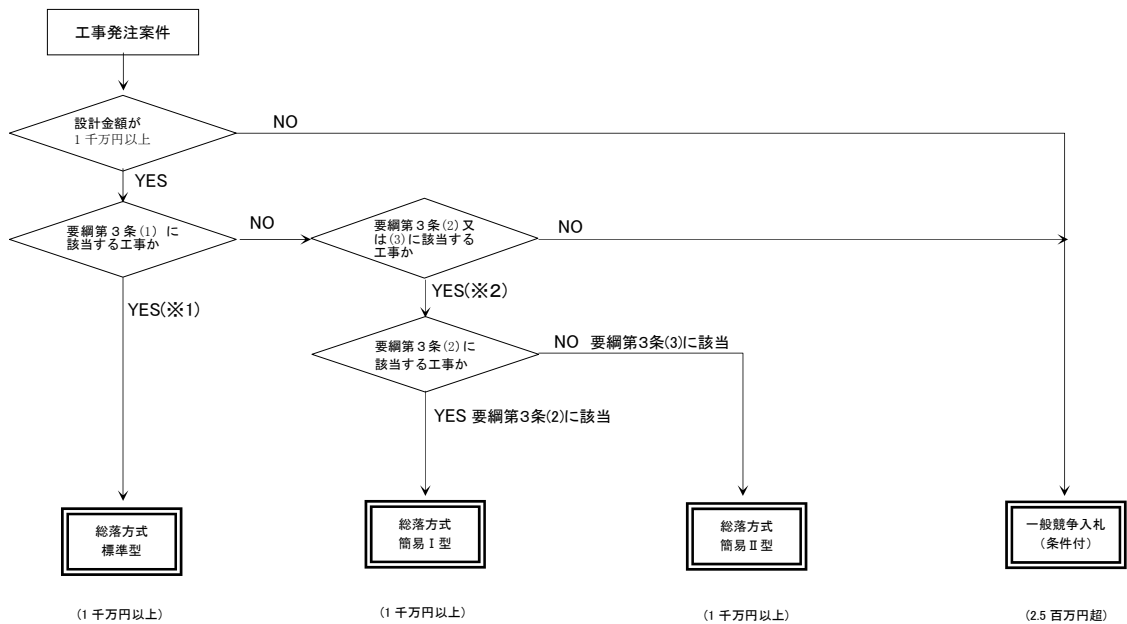 工事発注案件
設計金額が
1千万円以上
NO
YES
要綱第3条(1) に
該当する工事か
NO
要綱第3条(2)又
は(3)に該当する
工事か
NO
YES(※1)
YES(※2)
要綱第3条(2)に
該当する工事か
NO 要綱第3条(3)に該当
YES 要綱第3条(2)に該当
総落方式
標準型
総落方式
簡易Ⅰ型
総落方式
簡易Ⅱ型
一般競争入札
(条件付)
(1千万円以上)
(1千万円以上)
(1千万円以上)
(2.5百万円超)